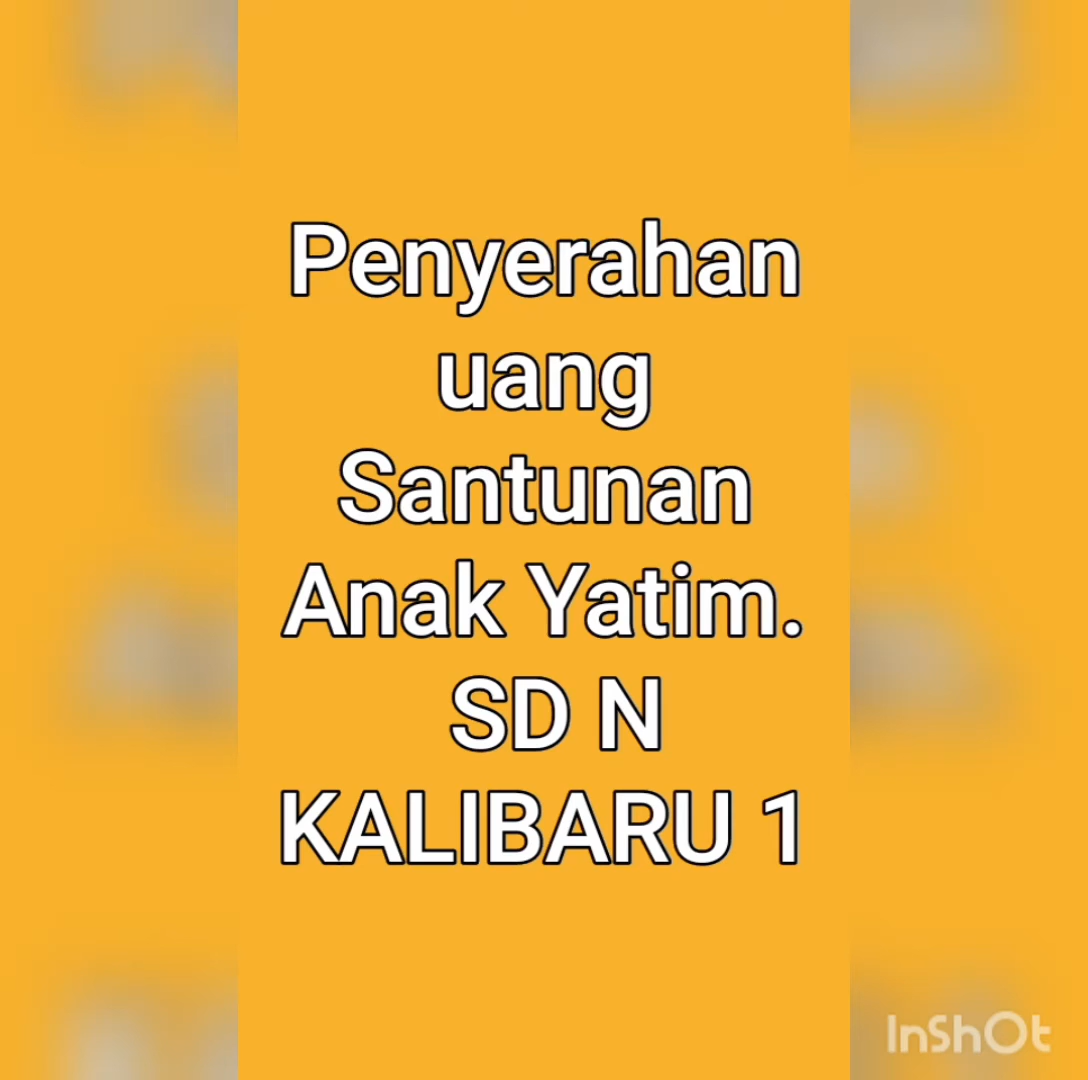 Penyerahan
uang
Santunan
Anak Yatim.
SD N
KALIBARU 1
InShOt